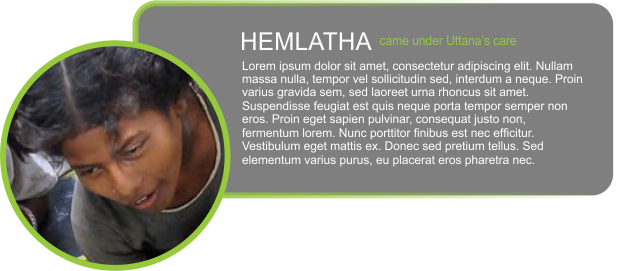 HEMLATHA came under Uttana's care
Lorem ipsum dolor sit amet, consectetur adipiscing elit. Nullam
massa nulla, tempor vel sollicitudin sed, interdum a neque. Proin
varius gravida sem, sed laoreet urna rhoncus sit amet.
Suspendisse feugiat est quis neque porta tempor semper non
eros. Proin eget sapien pulvinar, consequat justo non,
fermentum lorem. Nunc porttitor finibus est nec efficitur.
Vestibulum eget mattis ex. Donec sed pretium tellus. Sed
elementum varius purus, eu placerat eros pharetra nec.